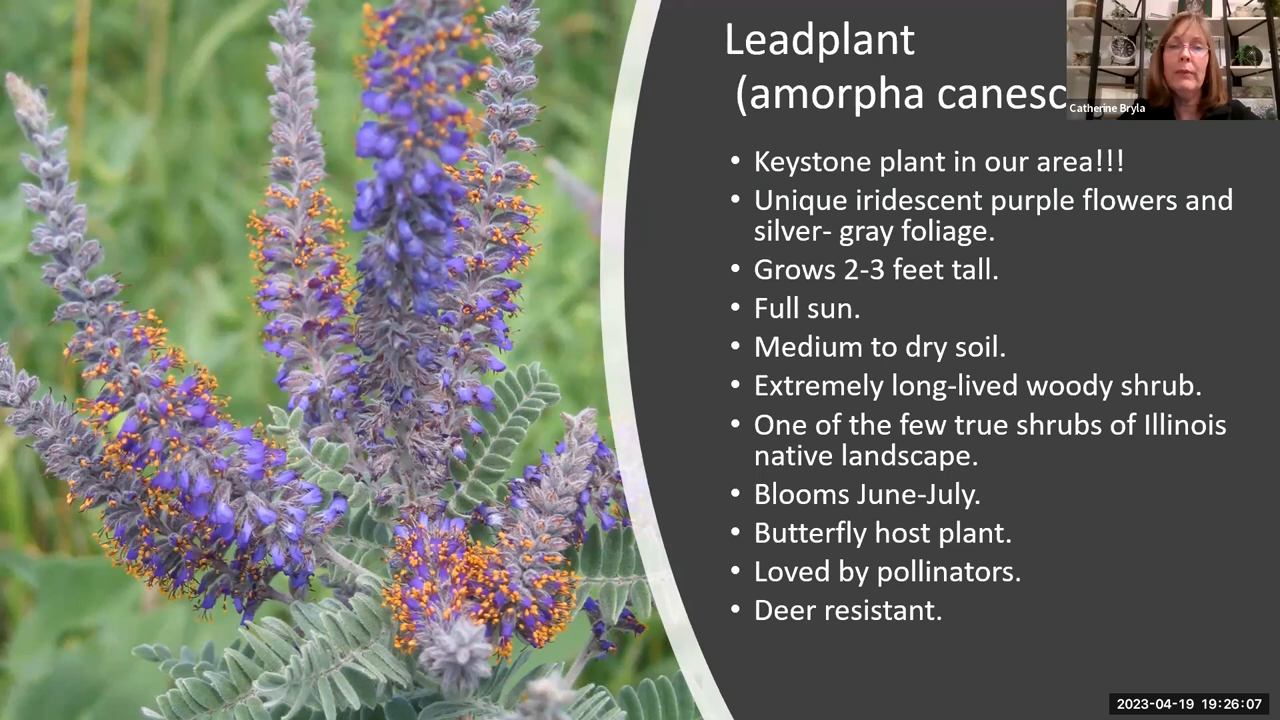 Leadplant
(amorpha canesc
Catherine Bryla
• Keystone plant in our area!!!
• Unique iridescent purple flowers and
silver- gray foliage.
• Grows 2-3 feet tall.
• Full sun.
• Medium to dry soil.
• Extremely long-lived woody shrub.
• One of the few true shrubs of Illinois
native landscape.
• Blooms June-July.
• Butterfly host plant.
• Loved by pollinators.
• Deer resistant.
2023-04-19 19:26:07